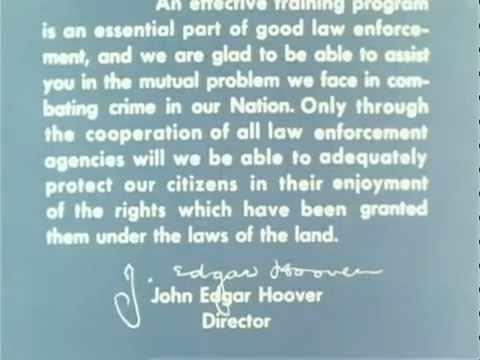 An effective training program
is an essential part of good law enforce-
ment, and we are glad to be able to assist
you in the mutual problem we face in com-
bating crime in our Nation. Only through
the cooperation of all law enforcement
agencies will we be able to adequately
protect our citizens in their enjoyment
of the rights which have been granted
them under the laws of the land.
J. Edgar Hoover
John Edgar Hoover
Director